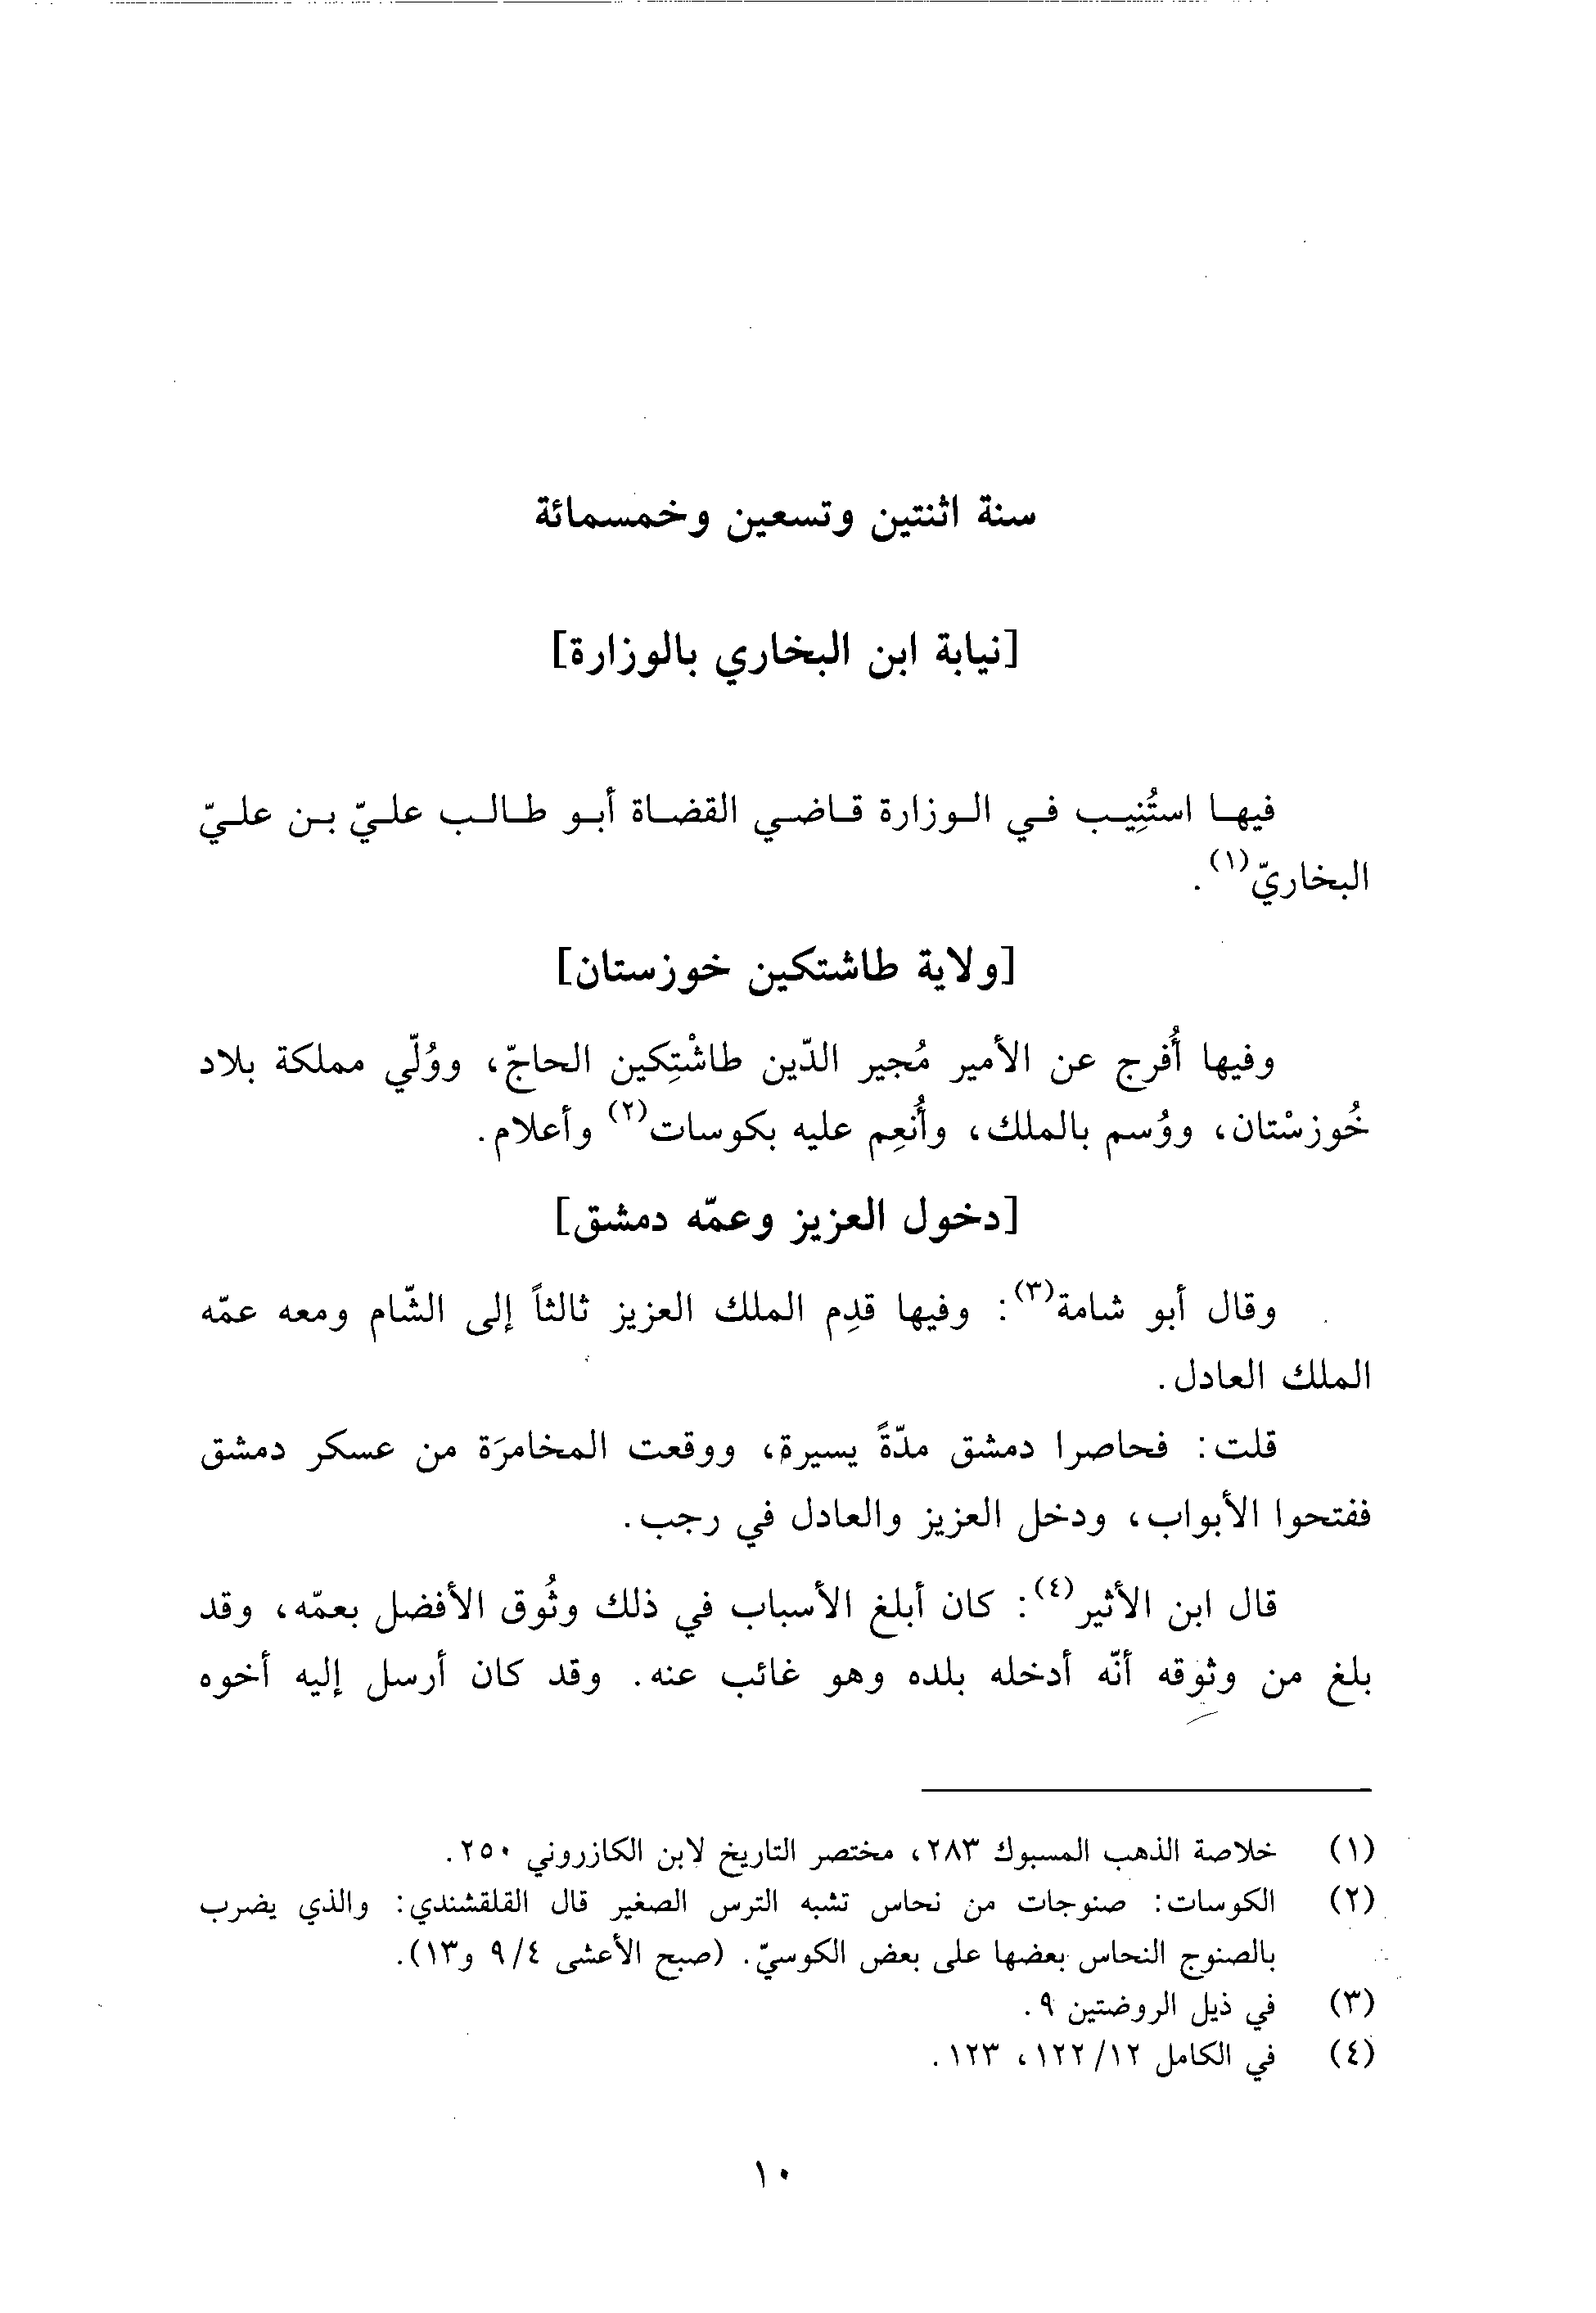 سنة اثنتين وتسعين وخمسمائة
[نيابة ابن البخاري بالوزارة]
فيها استُنِيب في الوزارة قاضي القضاة أبو طالب عليّ بن عليّ
البخاريّ(١).
[ولاية طاشتكين خوزستان]
وفيها أُفرج عن الأمير مُجير الدّين طاشْتِكين الحاجّ، ووُلّي مملكة بلاد
خُوزسْتان، ووُسم بالملك، وأُنعِم عليه بكوسات(٢) وأعلام.
[دخول العزيز وعمّه دمشق]
وقال أبو شامة(٣): وفيها قدِم الملك العزيز ثالثاً إلى الشّام ومعه عمّه
الملك العادل.
قلت: فحاصرا دمشق مدّةً يسيرة، ووقعت المخامرَة من عسكر دمشق
ففتحوا الأبواب، ودخل العزيز والعادل في رجب.
قال ابن الأثير(٤): كان أبلغ الأسباب في ذلك وثُوق الأفضل بعمّه، وقد
بلغ من وثوقه أنّه أدخله بلده وهو غائب عنه. وقد كان أرسل إليه أخوه
(١) خلاصة الذهب المسبوك ٢٨٣، مختصر التاريخ لابن الكازروني ٢٥٠.
(٢) الكوسات: صنوجات من نحاس تشبه الترس الصغير قال القلقشندي: والذي يضرب
بالصنوج النحاس بعضها على بعض الكوسيّ. (صبح الأعشى ٩/٤ و١٣).
(٣) في ذيل الروضتين ٩.
(٤) في الكامل ١٢٢/١٢، ١٢٣.
١٠